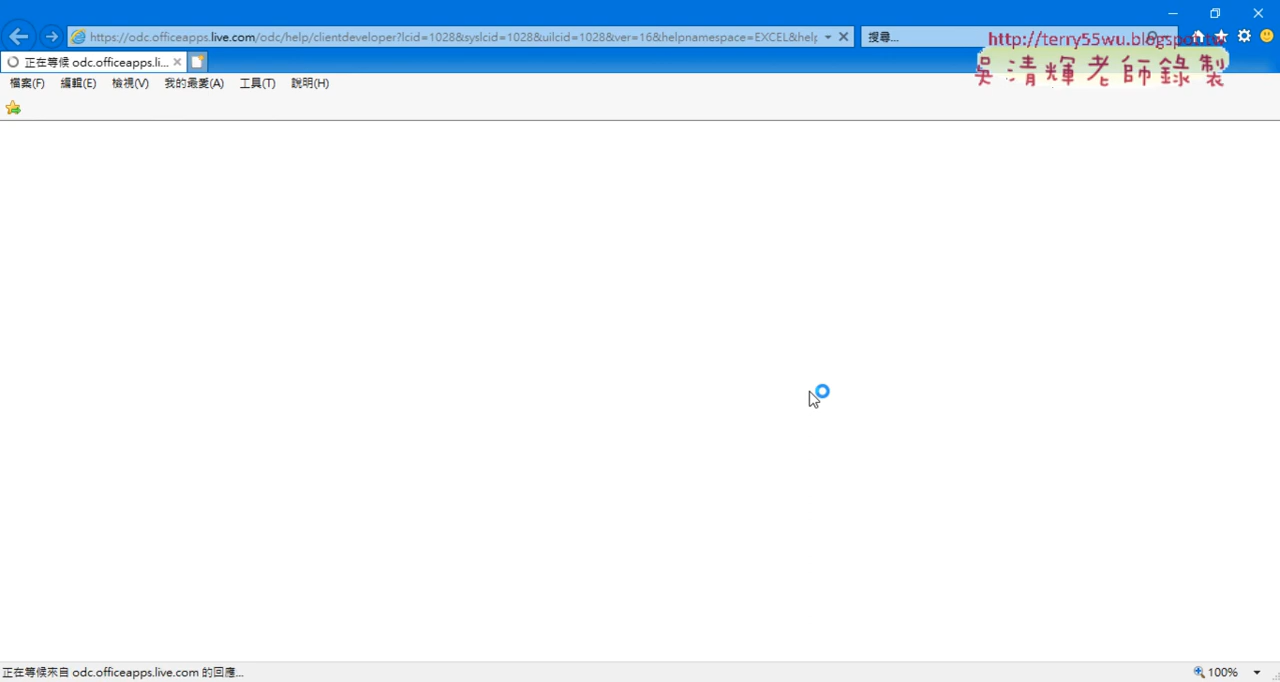 https://odc.officeapps.live.com/odc/help/clientdeveloper?lcid=1028&syslcid=1028&uilcid=1028&ver=16&helpnamespace=EXCEL&help
搜尋...
http://terry55wu.blogspot.tw
正在等候 odc.officeapps.li...
吳清輝老師錄製
檔案(F) 編輯(E) 檢視(V) 我的最愛(A) 工具(T) 說明(H)
正在等候來自 odc.officeapps.live.com 的回應...
100%